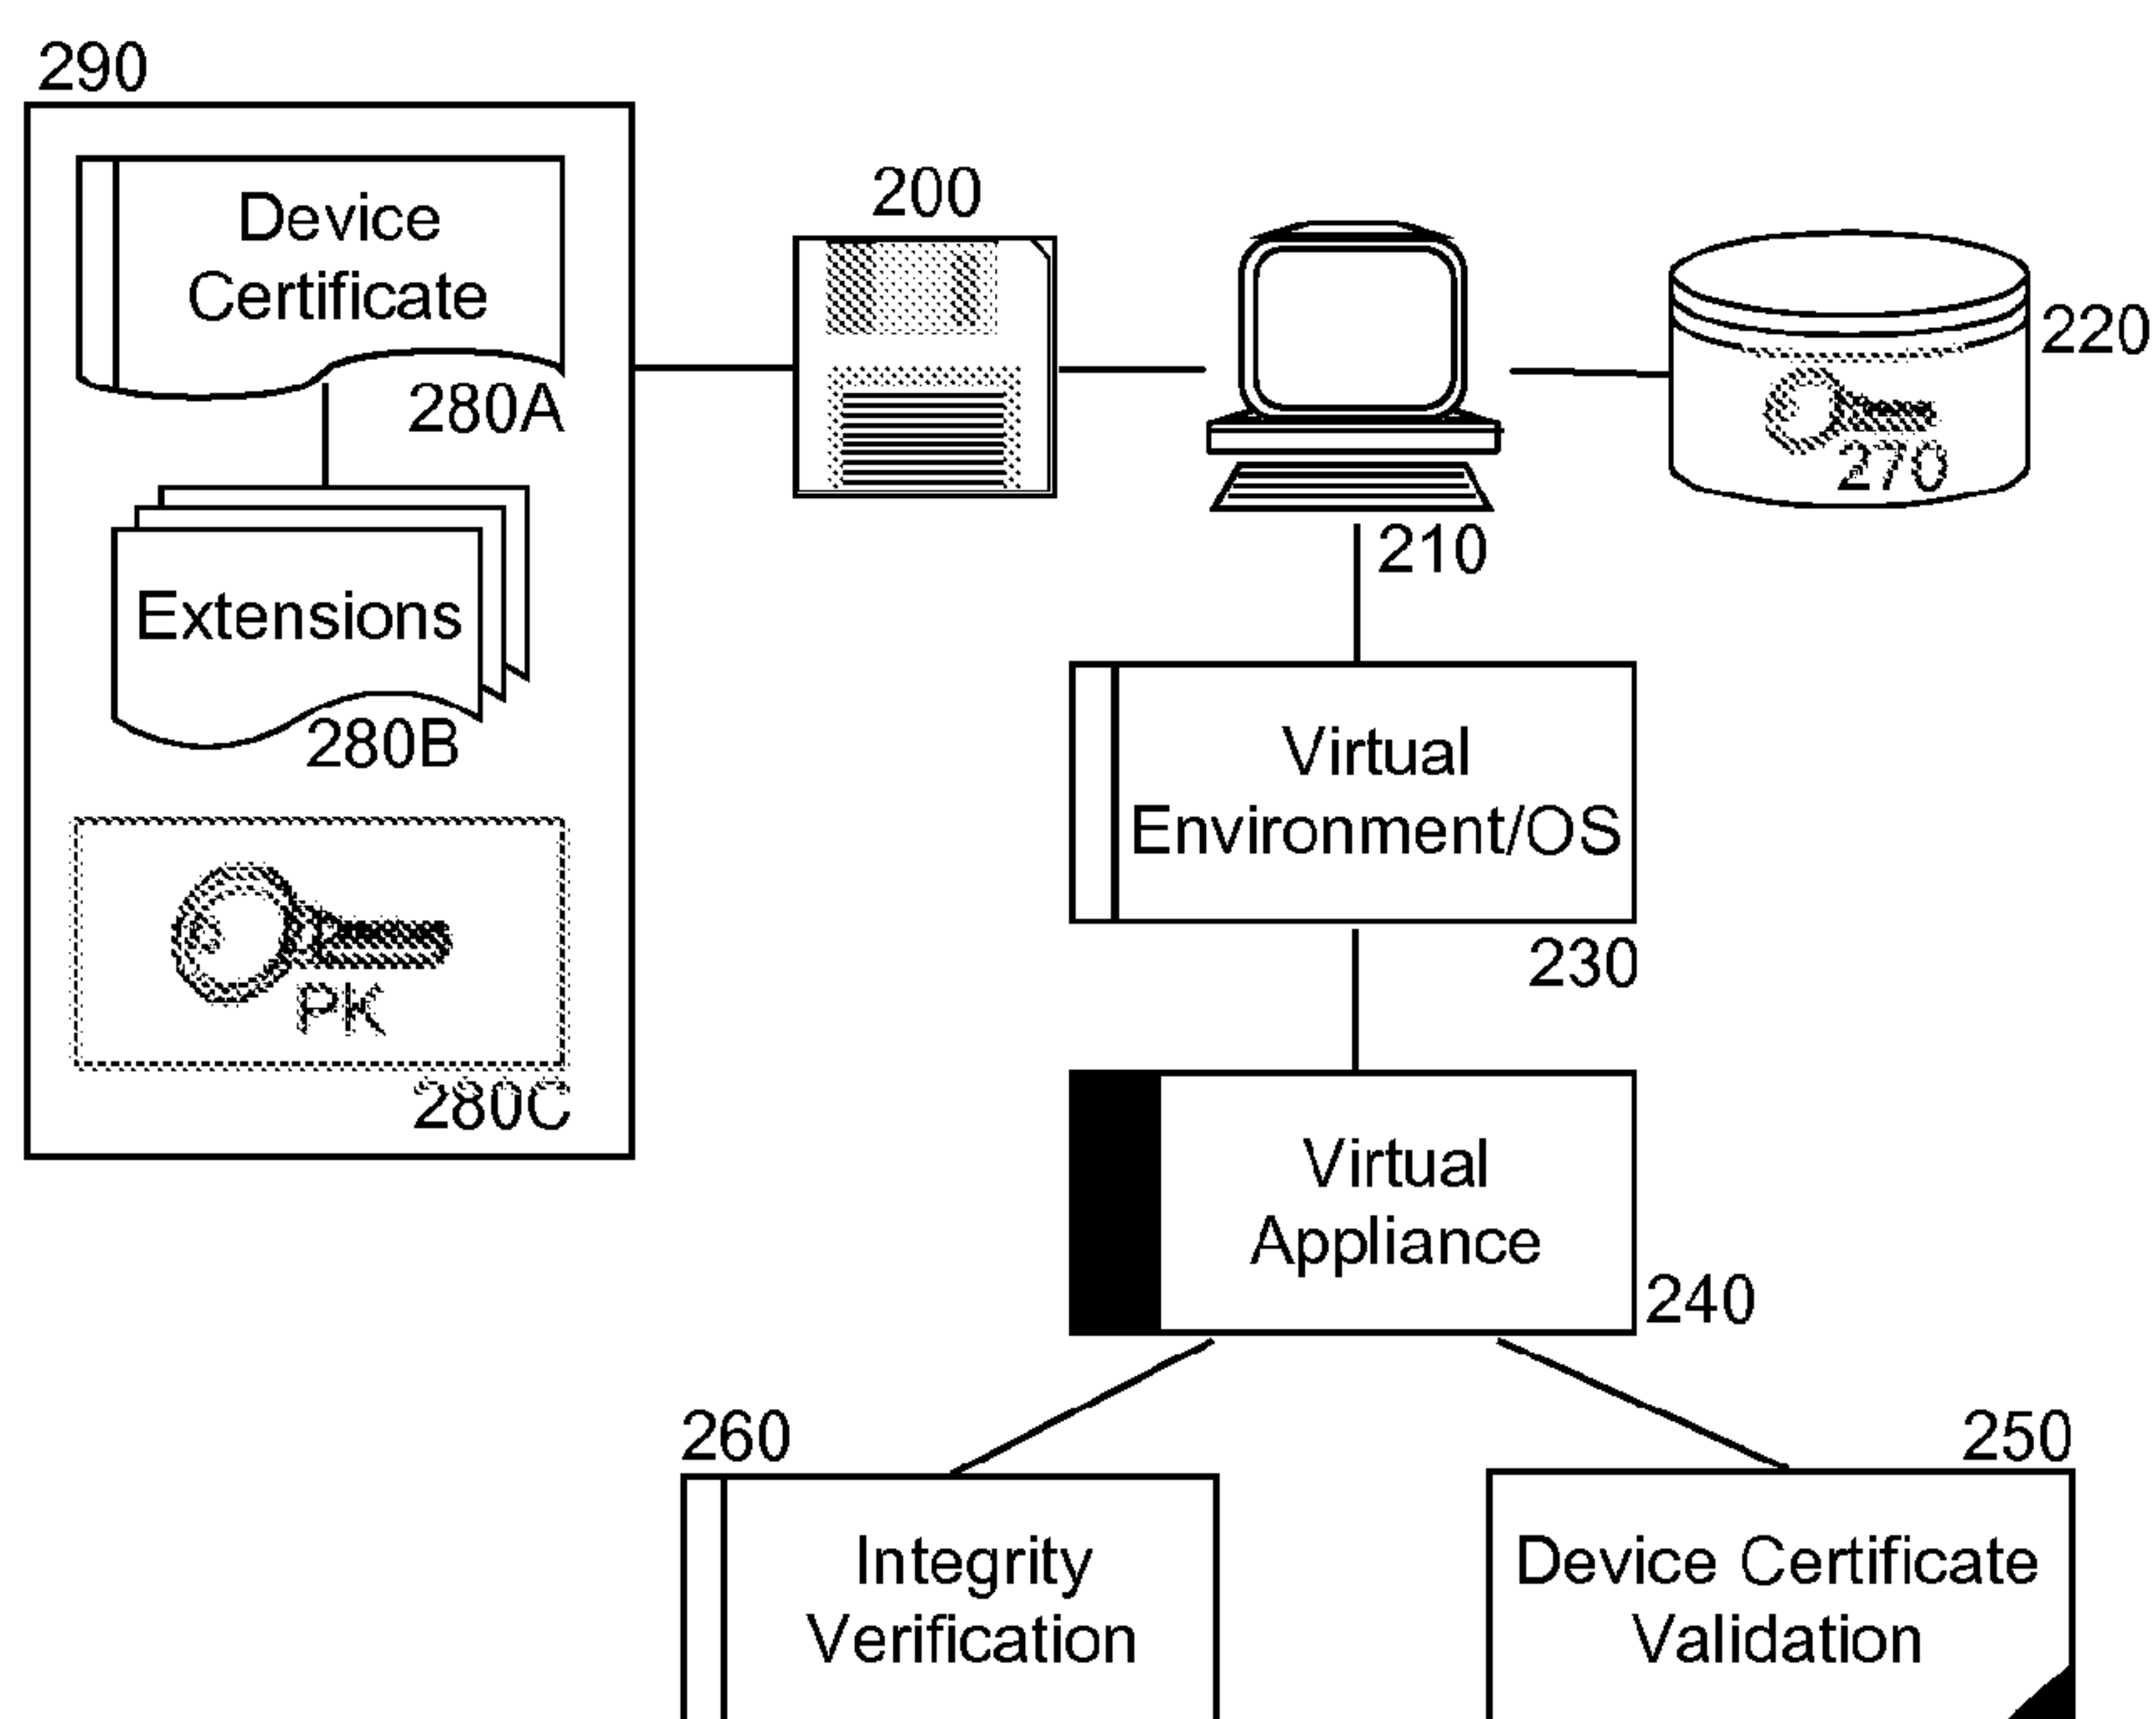 290
Device
Certificate
280A
Extensions
280B
PK
280C
200
210
220
270
Virtual
Environment/OS
230
Virtual
Appliance
240
260
Integrity
Verification
250
Device Certificate
Validation